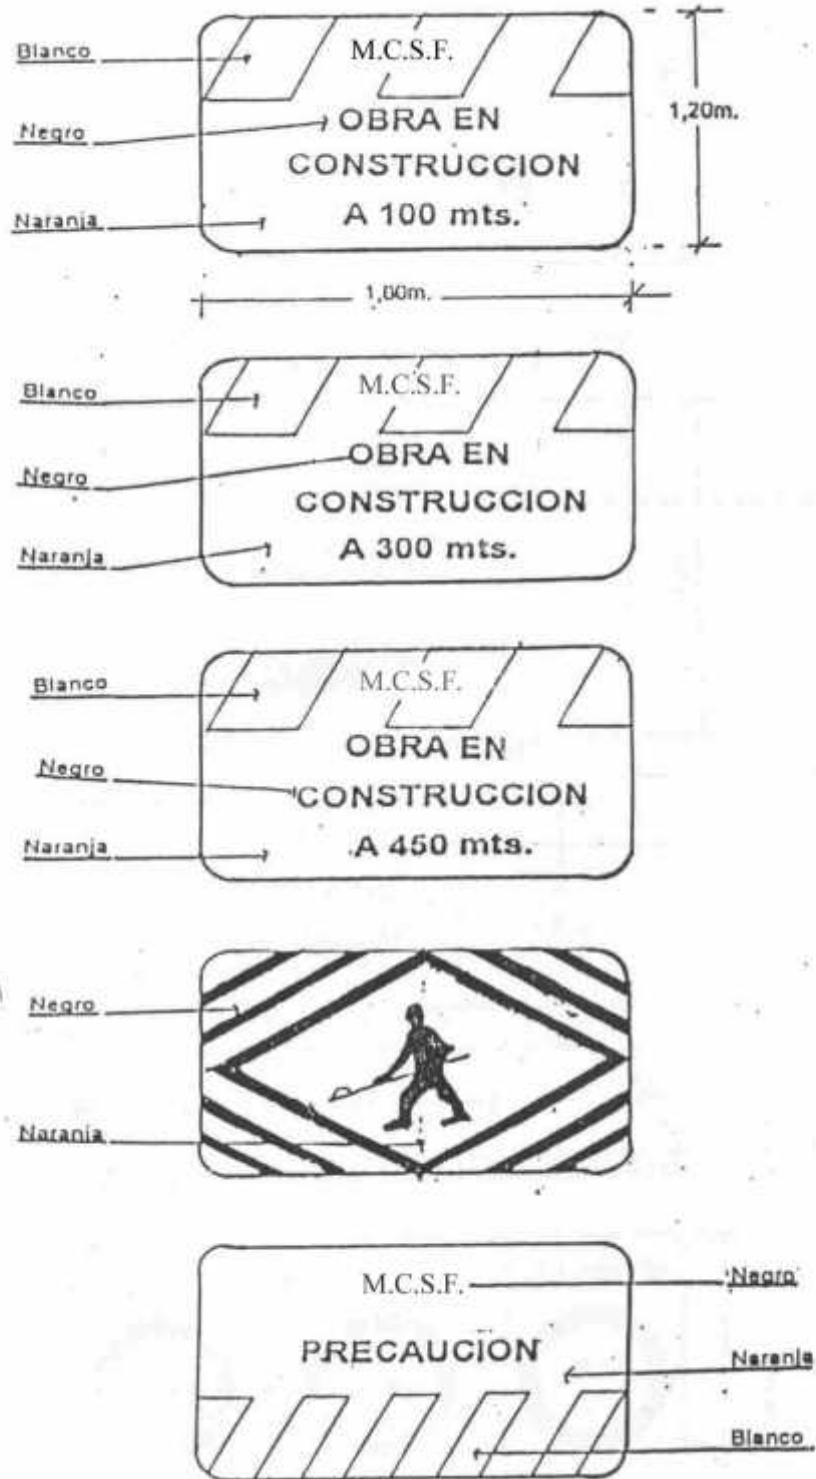 Blanco
M.C.S.F.
Negro
OBRA EN
CONSTRUCCION
Naranja
A 100 mts.
1,20m.
1,00m.
Blanco
M.C.S.F.
Negro
OBRA EN
CONSTRUCCION
Naranja
A 300 mts.
Blanco
M.C.S.F.
Negro
OBRA EN
CONSTRUCCION
Naranja
A 450 mts.
Negro
Naranja
M.C.S.F.
Negro
PRECAUCION
Naranja
Blanco